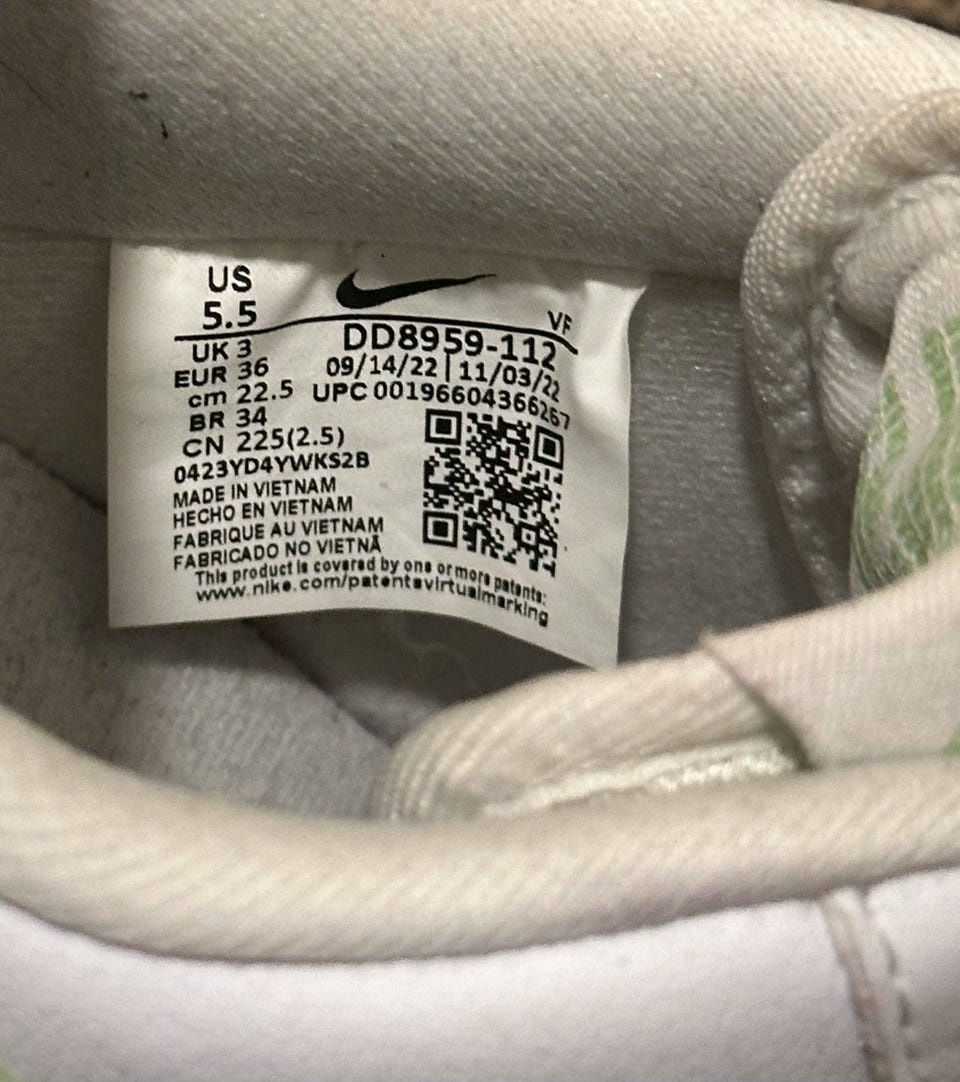 US
5.5
VF
UK 3
EUR 36
cm 22.5
BR 34
CN 225(2.5)
DD8959-112
09/14/22 | 11/03/22
UPC 00196604366267
0423YD4YWKS2B
MADE IN VIETNAM
HECHO EN VIETNAM
FABRIQUE AU VIETNAM
FABRICADO NO VIETNÃ
This product is covered by one or more patents:
www.nike.com/patentsvirtualmarking